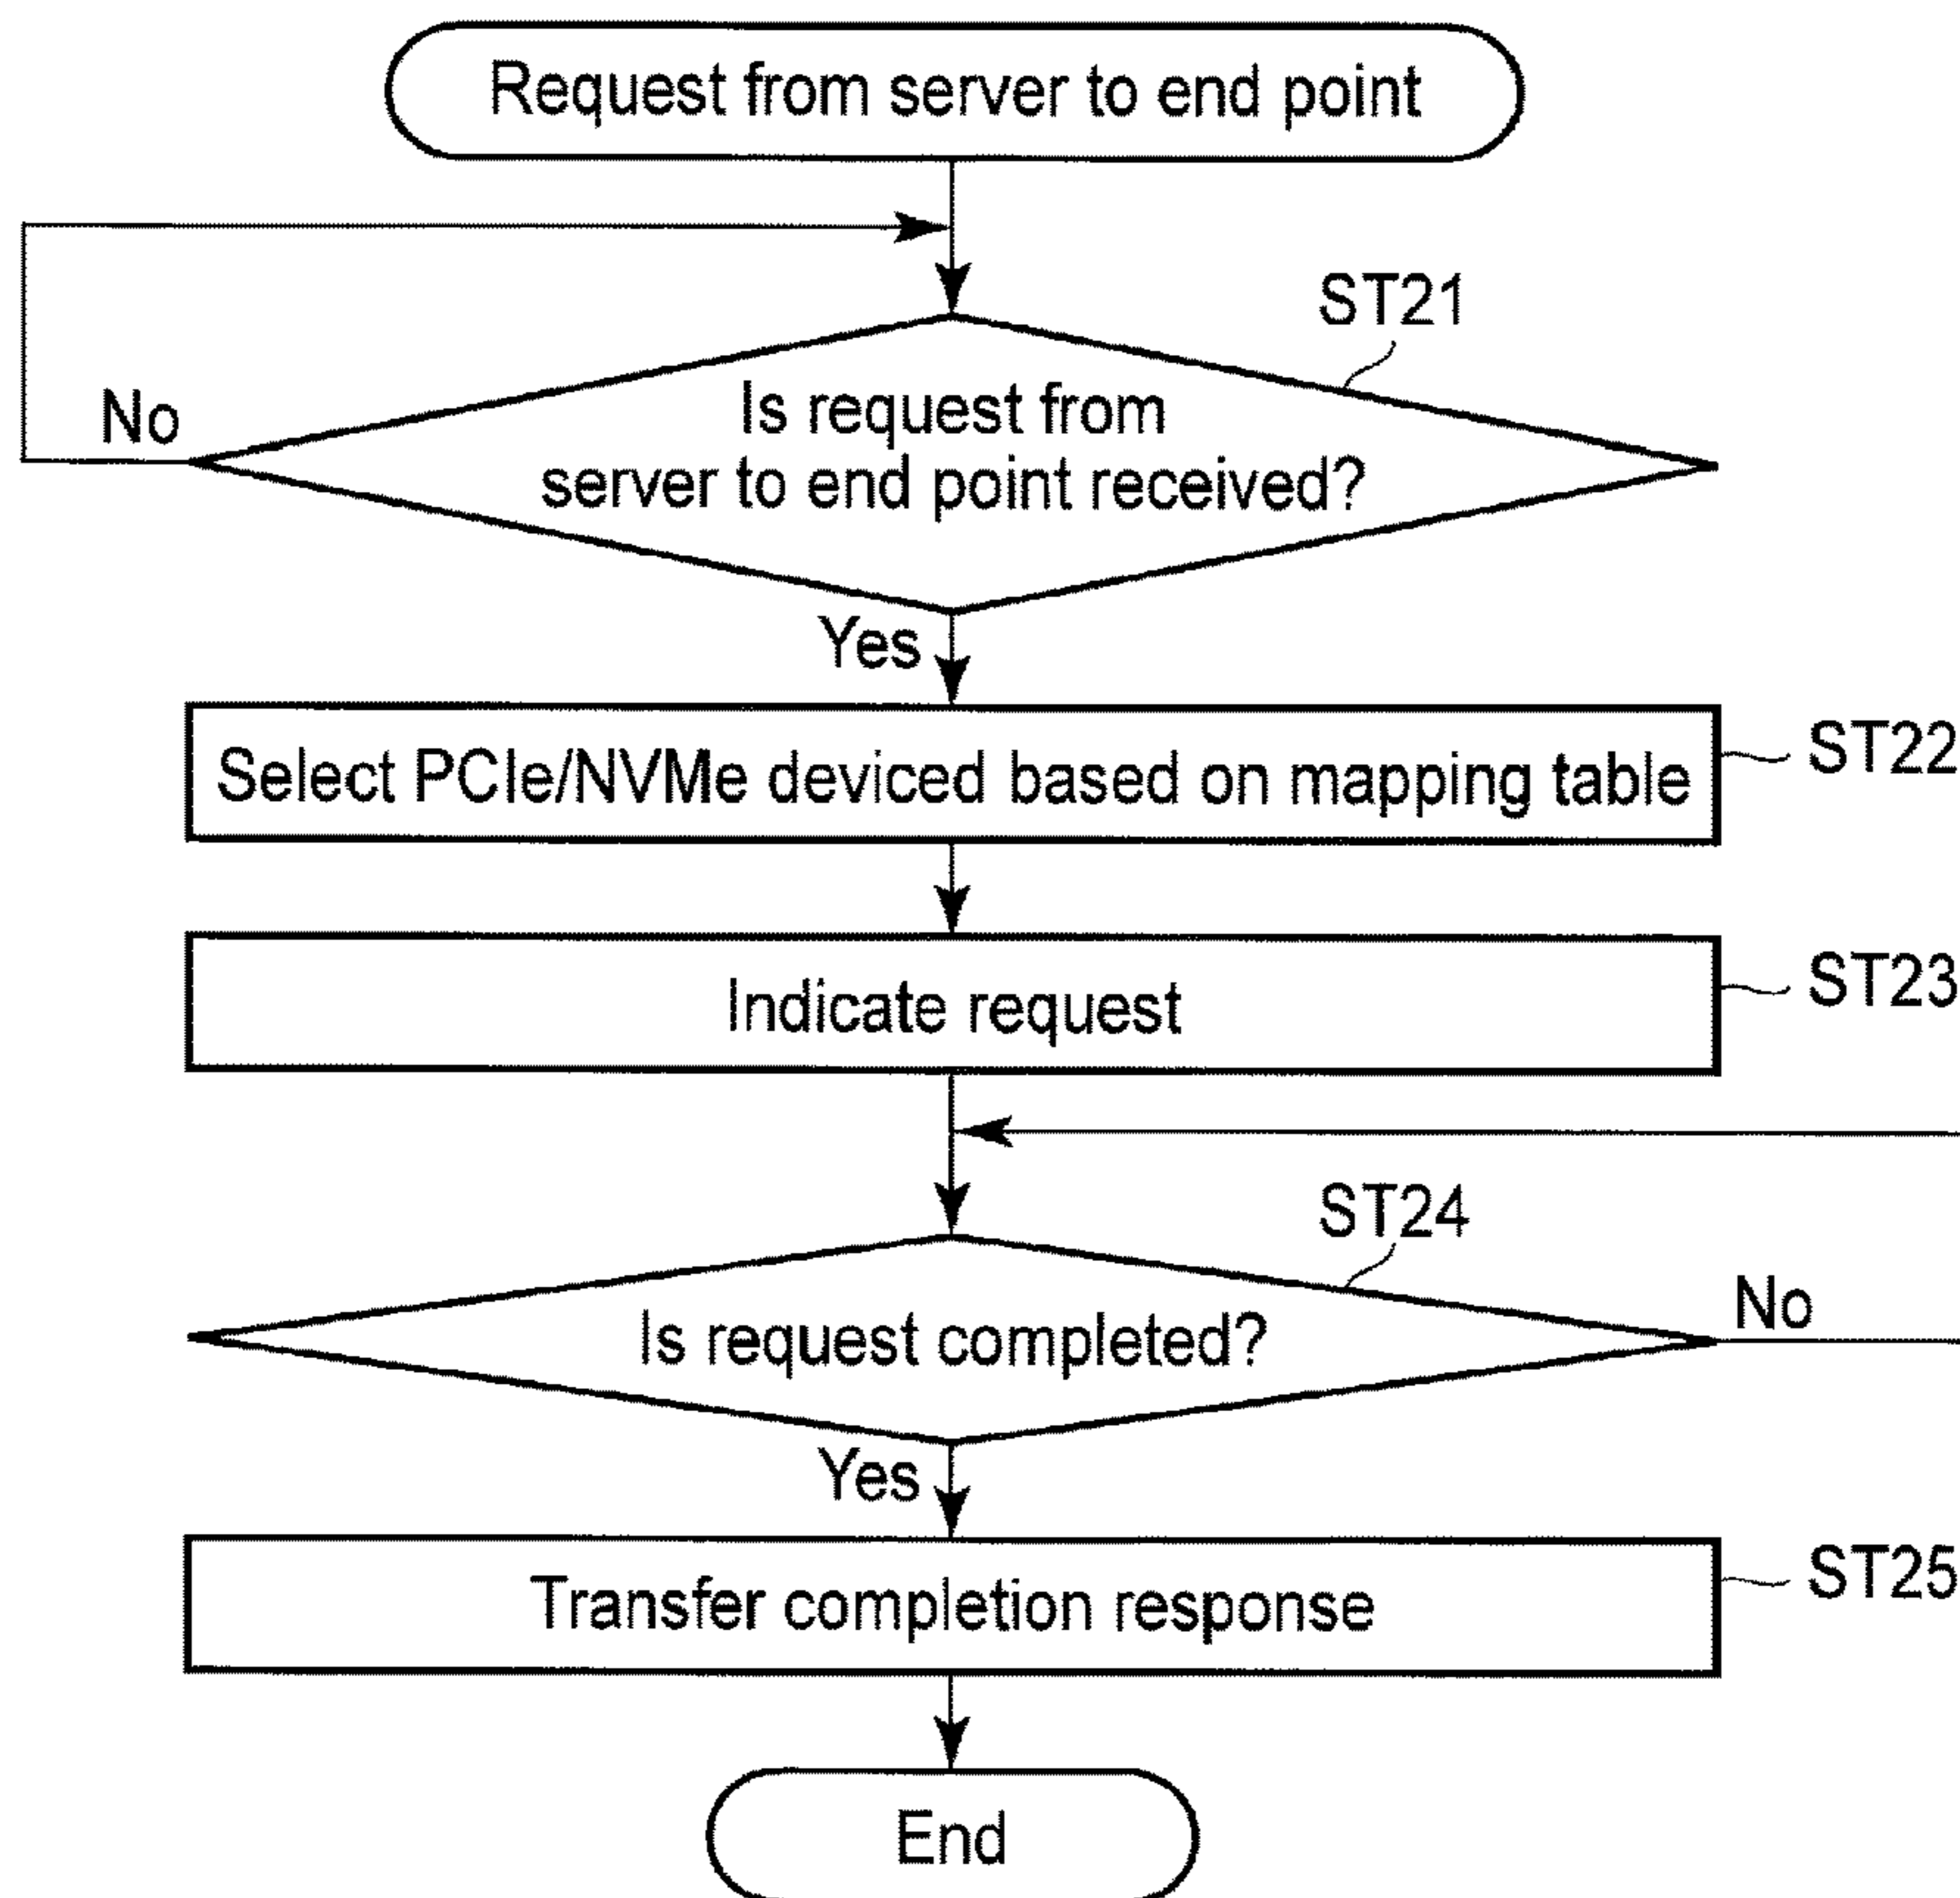 Request from server to end point
ST21
No
Is request from
server to end point received?
Yes
Select PCIe/NVMe deviced based on mapping table
ST22
Indicate request
ST23
ST24
Is request completed?
No
Yes
Transfer completion response
ST25
End